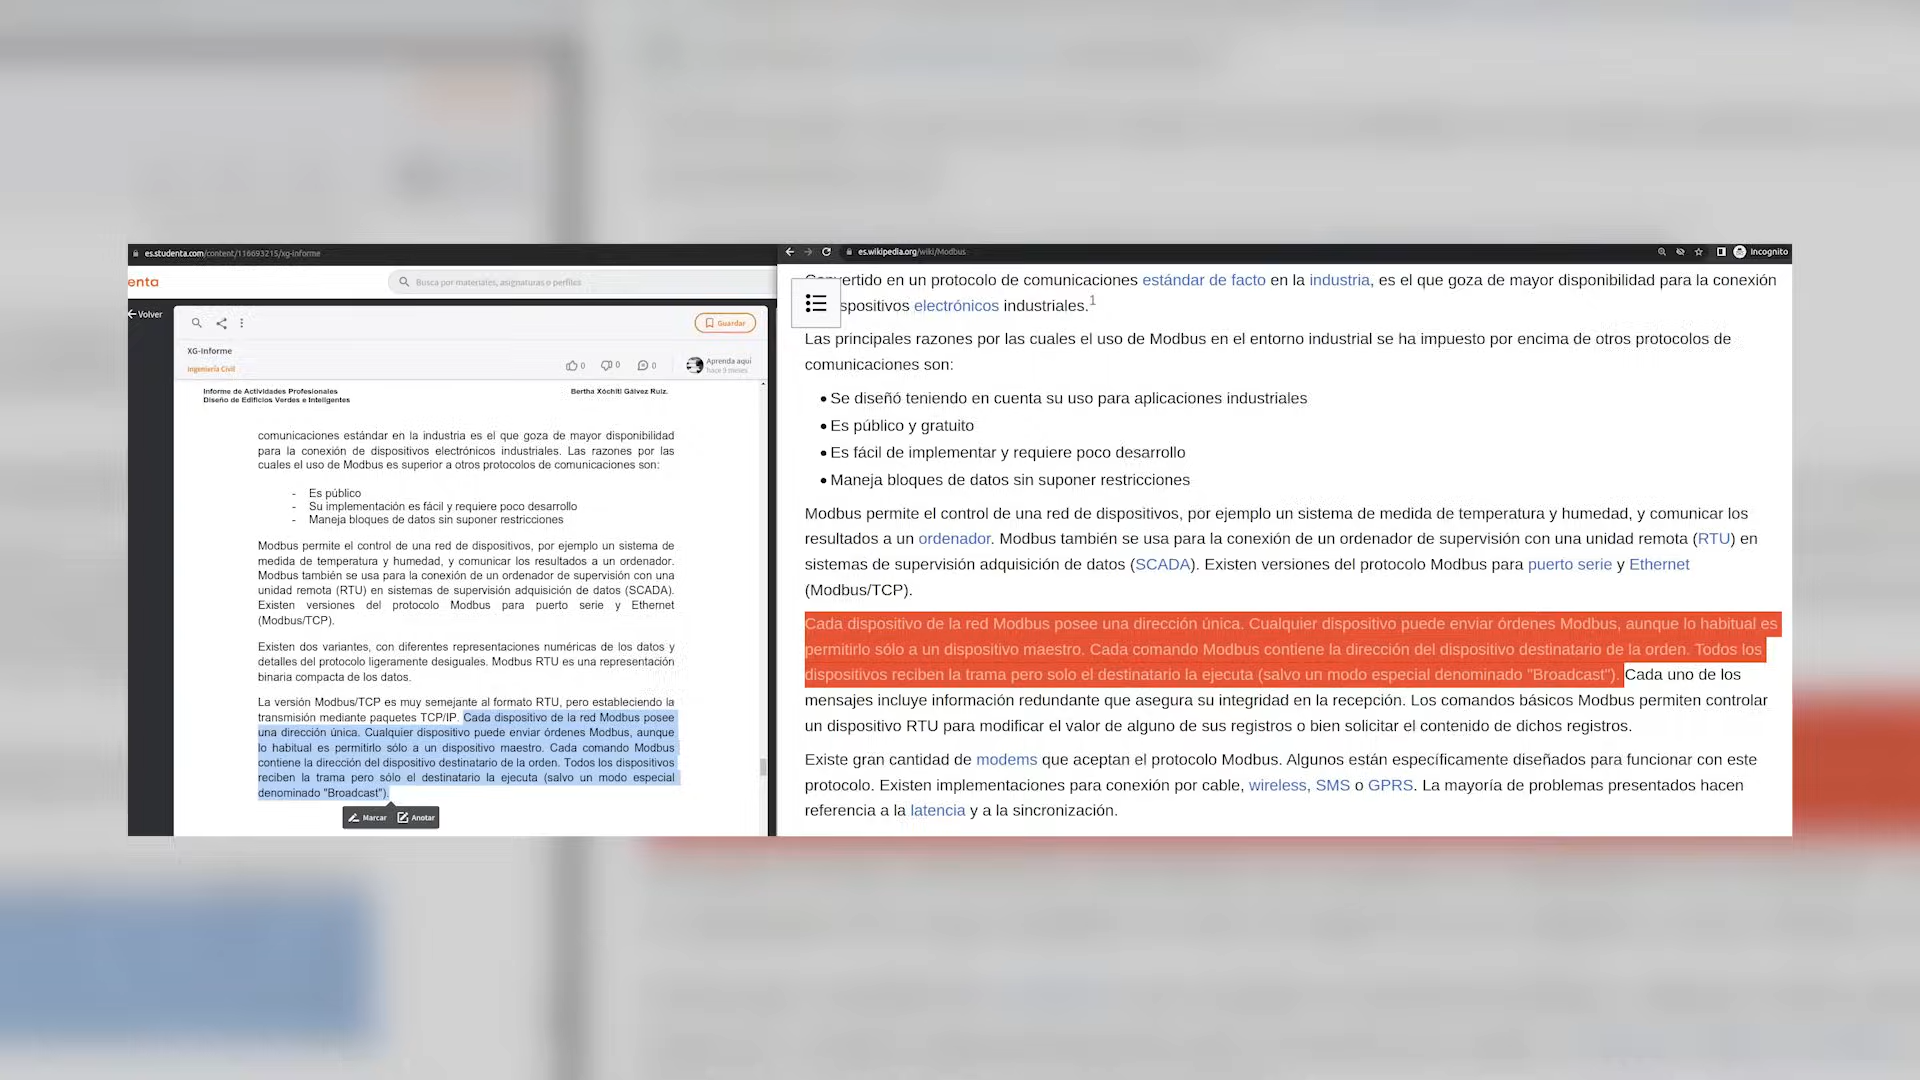 es.studenta.com/content/116693215/xg-informe
enta
Busca por materiales, asignaturas o perfiles
Volver
Guardar
XG-Informe
Ingeniería Civil
0
0
0
Aprenda aquí
hace 9 meses
Informe de Actividades Profesionales
Bertha Xóchitl Gálvez Ruiz.
Diseño de Edificios Verdes e Inteligentes
comunicaciones estándar en la industria es el que goza de mayor disponibilidad
para la conexión de dispositivos electrónicos industriales. Las razones por las
cuales el uso de Modbus es superior a otros protocolos de comunicaciones son:
- Es público
- Su implementación es fácil y requiere poco desarrollo
- Maneja bloques de datos sin suponer restricciones
Modbus permite el control de una red de dispositivos, por ejemplo un sistema de
medida de temperatura y humedad, y comunicar los resultados a un ordenador.
Modbus también se usa para la conexión de un ordenador de supervisión con una
unidad remota (RTU) en sistemas de supervisión adquisición de datos (SCADA).
Existen versiones del protocolo Modbus para puerto serie y Ethernet
(Modbus/TCP).
Existen dos variantes, con diferentes representaciones numéricas de los datos y
detalles del protocolo ligeramente desiguales. Modbus RTU es una representación
binaria compacta de los datos.
La versión Modbus/TCP es muy semejante al formato RTU, pero estableciendo la
transmisión mediante paquetes TCP/IP. Cada dispositivo de la red Modbus posee
una dirección única. Cualquier dispositivo puede enviar órdenes Modbus, aunque
lo habitual es permitirlo sólo a un dispositivo maestro. Cada comando Modbus
contiene la dirección del dispositivo destinatario de la orden. Todos los dispositivos
reciben la trama pero sólo el destinatario la ejecuta (salvo un modo especial
denominado "Broadcast").
Marcar
Anotar
es.wikipedia.org/wiki/Modbus
Incognito
Convertido en un protocolo de comunicaciones estándar de facto en la industria, es el que goza de mayor disponibilidad para la conexión
spositivos electrónicos industriales.1
Las principales razones por las cuales el uso de Modbus en el entorno industrial se ha impuesto por encima de otros protocolos de
comunicaciones son:
• Se diseñó teniendo en cuenta su uso para aplicaciones industriales
• Es público y gratuito
• Es fácil de implementar y requiere poco desarrollo
• Maneja bloques de datos sin suponer restricciones
Modbus permite el control de una red de dispositivos, por ejemplo un sistema de medida de temperatura y humedad, y comunicar los
resultados a un ordenador. Modbus también se usa para la conexión de un ordenador de supervisión con una unidad remota (RTU) en
sistemas de supervisión adquisición de datos (SCADA). Existen versiones del protocolo Modbus para puerto serie y Ethernet
(Modbus/TCP).
Cada dispositivo de la red Modbus posee una dirección única. Cualquier dispositivo puede enviar órdenes Modbus, aunque lo habitual es
permitirlo sólo a un dispositivo maestro. Cada comando Modbus contiene la dirección del dispositivo destinatario de la orden. Todos los
dispositivos reciben la trama pero solo el destinatario la ejecuta (salvo un modo especial denominado "Broadcast"). Cada uno de los
mensajes incluye información redundante que asegura su integridad en la recepción. Los comandos básicos Modbus permiten controlar
un dispositivo RTU para modificar el valor de alguno de sus registros o bien solicitar el contenido de dichos registros.
Existe gran cantidad de modems que aceptan el protocolo Modbus. Algunos están específicamente diseñados para funcionar con este
protocolo. Existen implementaciones para conexión por cable, wireless, SMS o GPRS. La mayoría de problemas presentados hacen
referencia a la latencia y a la sincronización.